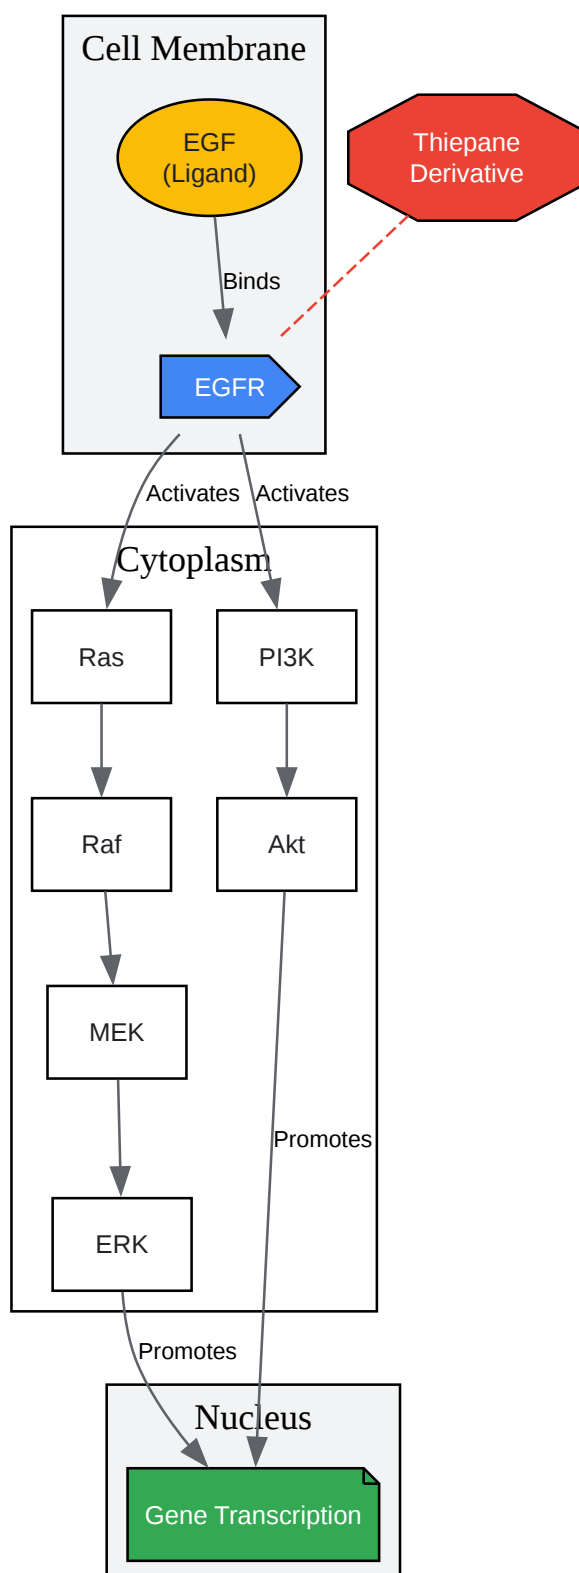 Cell Membrane
EGF
(Ligand)
Thiepane
Derivative
Binds
EGFR
Activates
Activates
Cytoplasm
Ras
PI3K
Raf
Akt
MEK
Promotes
ERK
Promotes
Nucleus
Gene Transcription